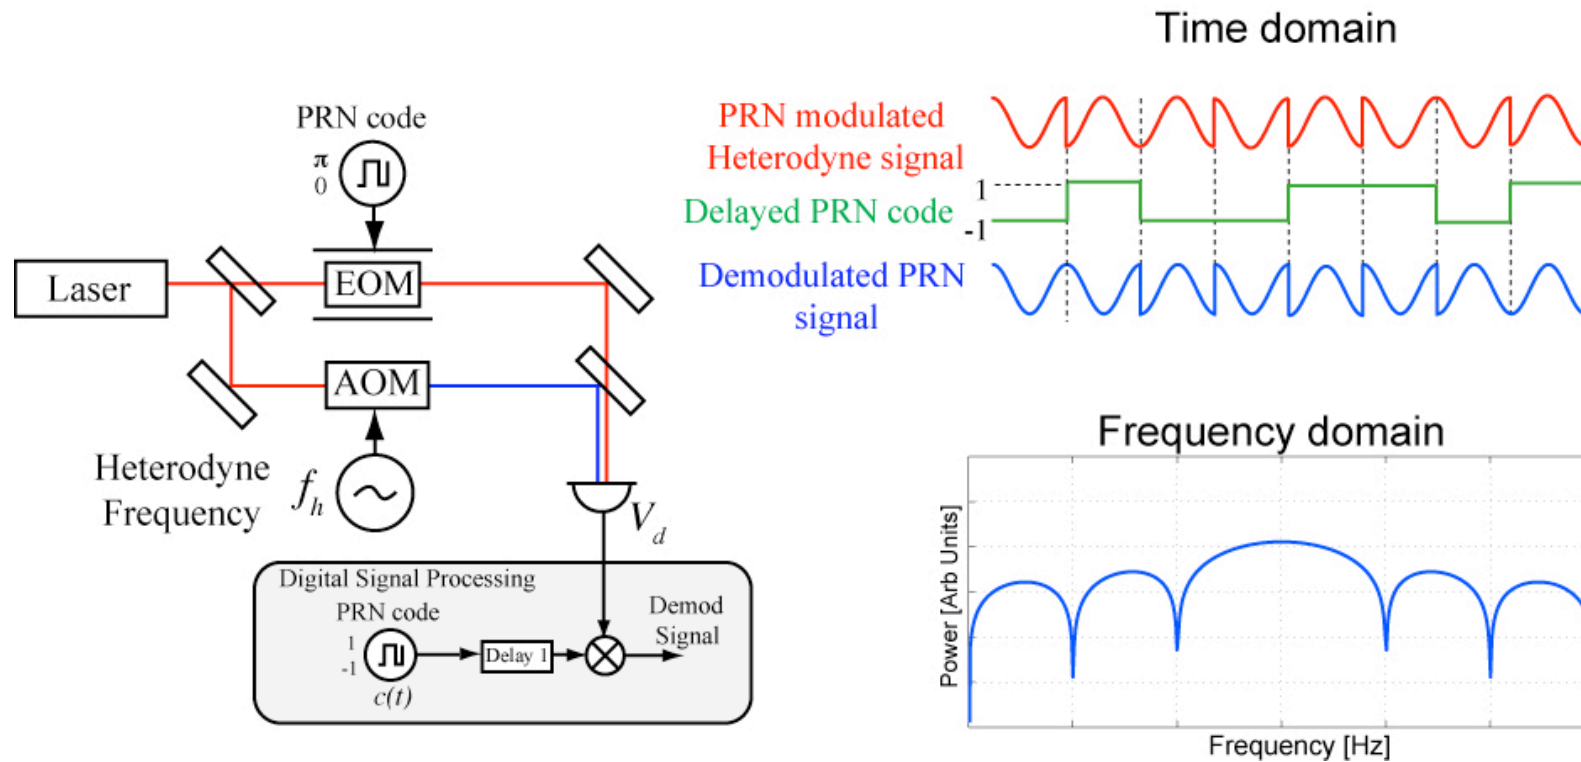 PRN code
π
0
Laser
EOM
AOM
Heterodyne
Frequency
f_h
V_d
Digital Signal Processing
PRN code
1
-1
c(t)
Delay 1
Demod
Signal
Time domain
PRN modulated
Heterodyne signal
1
Delayed PRN code
-1
Demodulated PRN
signal
Frequency domain
Power [Arb Units]
Frequency [Hz]